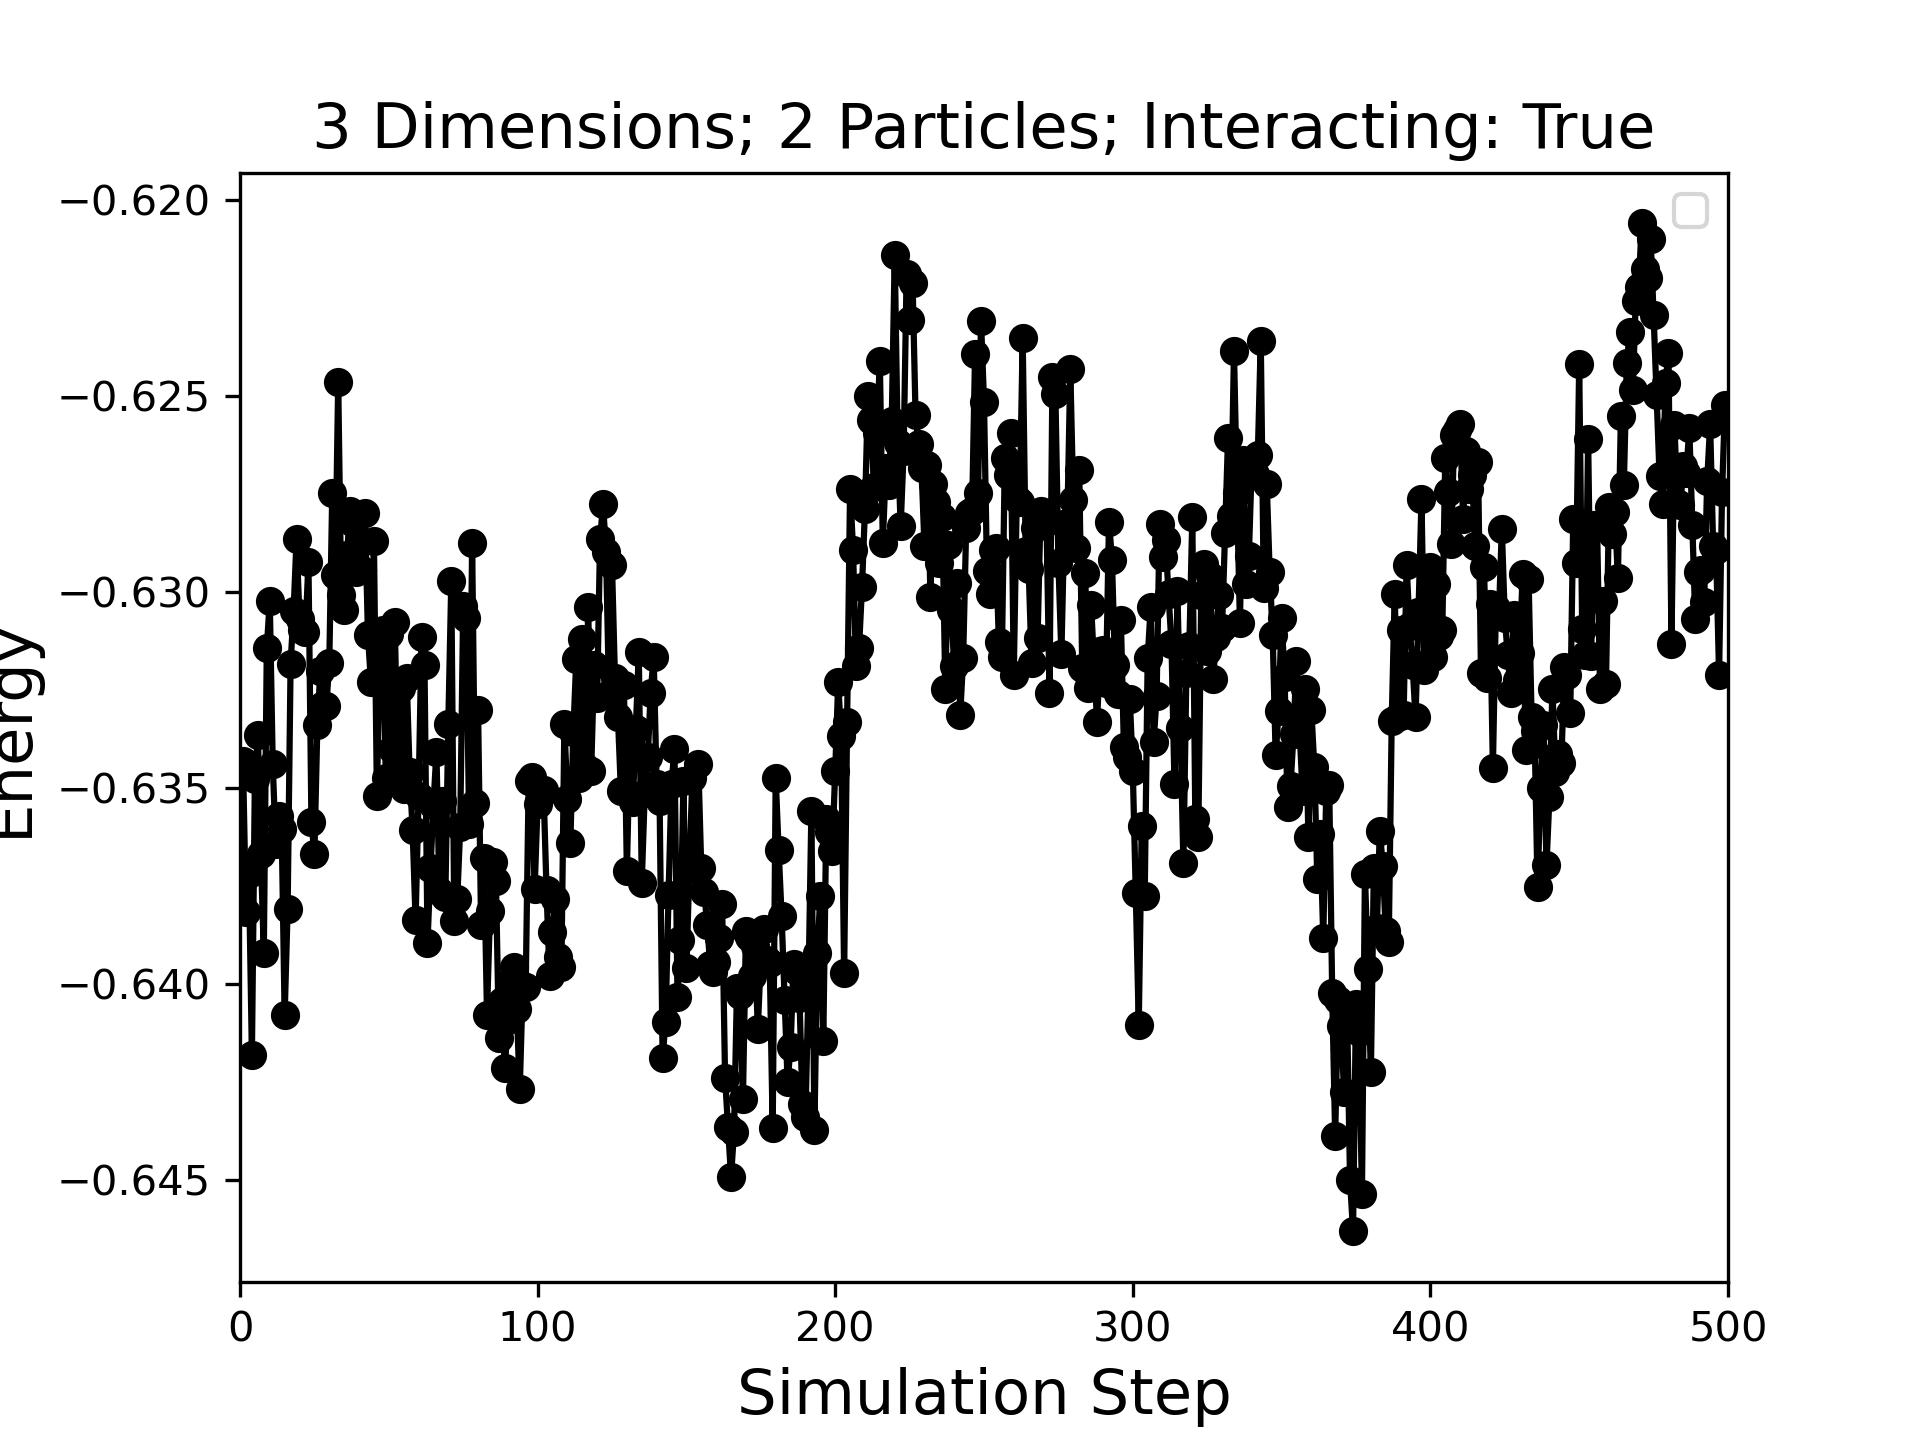 3 Dimensions; 2 Particles; Interacting: True
−0.620
−0.625
−0.630
−0.635
−0.640
−0.645
Energy
0 100 200 300 400 500
Simulation Step